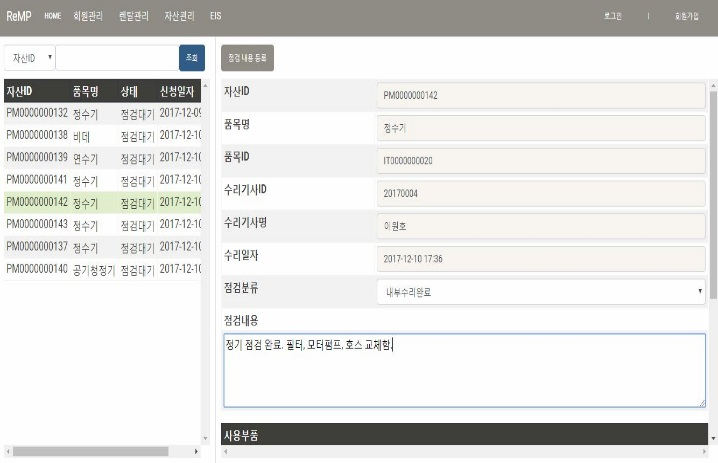 ReMP HOME 회원관리 렌탈관리 자산관리 EIS 로그인 | 회원가입
자산ID 조회
자산ID 품목명 상태 신청일자
PM0000000132 정수기 점검대기 2017-12-09
PM0000000138 비데 점검대기 2017-12-10
PM0000000139 연수기 점검대기 2017-12-10
PM0000000141 정수기 점검대기 2017-12-10
PM0000000142 정수기 점검대기 2017-12-10
PM0000000143 정수기 점검대기 2017-12-10
PM0000000137 정수기 점검대기 2017-12-10
PM0000000140 공기청정기 점검대기 2017-12-10
점검 내용 등록
자산ID PM0000000142
품목명 정수기
품목ID IT0000000020
수리기사ID 20170004
수리기사명 이원호
수리일자 2017-12-10 17:36
점검분류 내부수리완료
점검내용
정기 점검 완료. 필터, 모터펌프, 호스 교체함.
사용부품